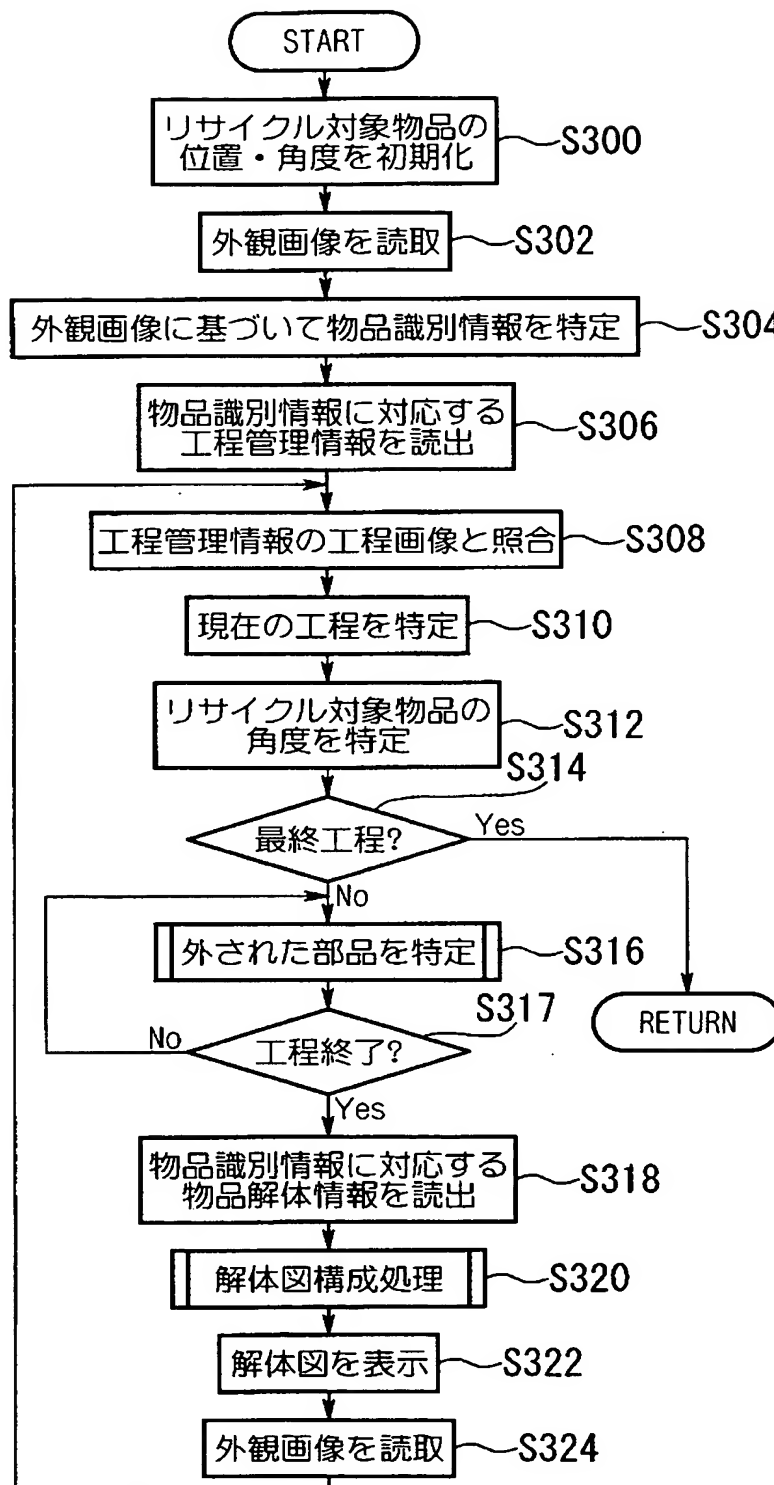 START
リサイクル対象物品の
位置・角度を初期化
S300
外観画像を読取
S302
外観画像に基づいて物品識別情報を特定
S304
物品識別情報に対応する
工程管理情報を読出
S306
工程管理情報の工程画像と照合
S308
現在の工程を特定
S310
リサイクル対象物品の
角度を特定
S312
S314
最終工程?
Yes
No
外された部品を特定
S316
S317
RETURN
工程終了?
No
Yes
物品識別情報に対応する
物品解体情報を読出
S318
解体図構成処理
S320
解体図を表示
S322
外観画像を読取
S324